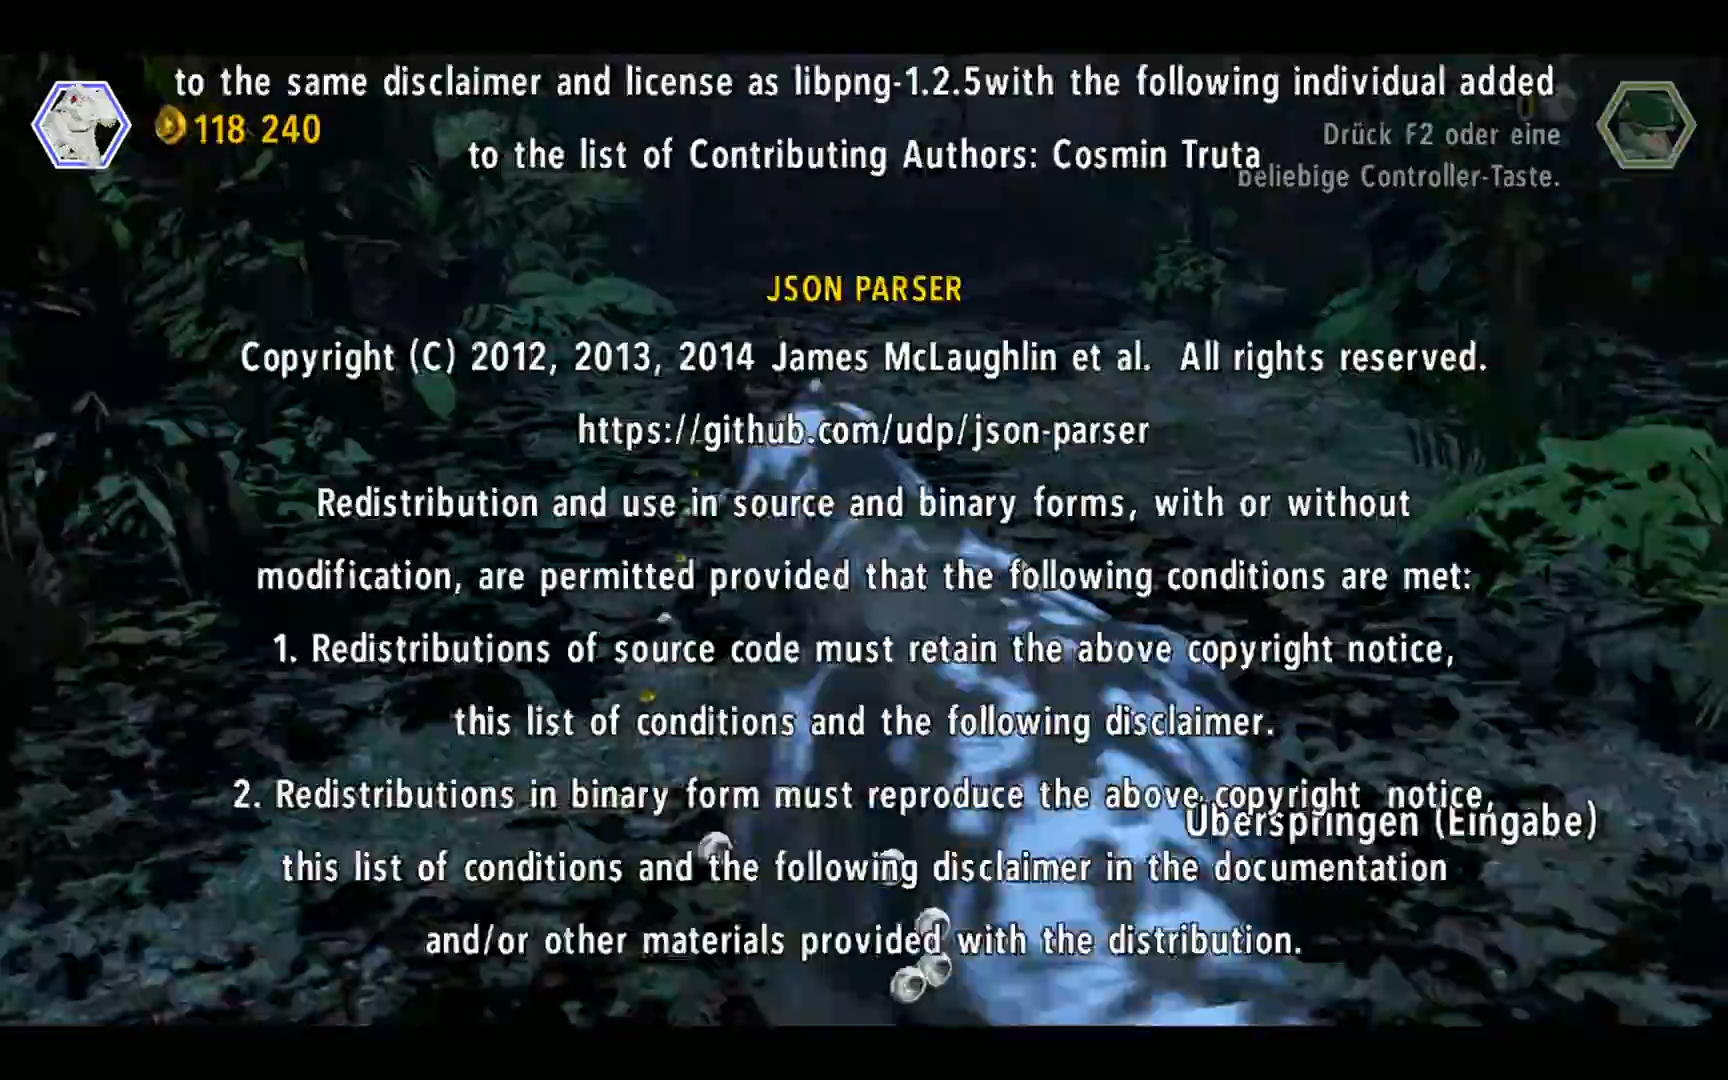 to the same disclaimer and license as libpng-1.2.5with the following individual added
118 240
0
Drück F2 oder eine
to the list of Contributing Authors: Cosmin Truta
beliebige Controller-Taste.
JSON PARSER
Copyright (C) 2012, 2013, 2014 James McLaughlin et al. All rights reserved.
https://github.com/udp/json-parser
Redistribution and use in source and binary forms, with or without
modification, are permitted provided that the following conditions are met:
1. Redistributions of source code must retain the above copyright notice,
this list of conditions and the following disclaimer.
2. Redistributions in binary form must reproduce the above copyright notice,
Überspringen (Eingabe)
this list of conditions and the following disclaimer in the documentation
and/or other materials provided with the distribution.